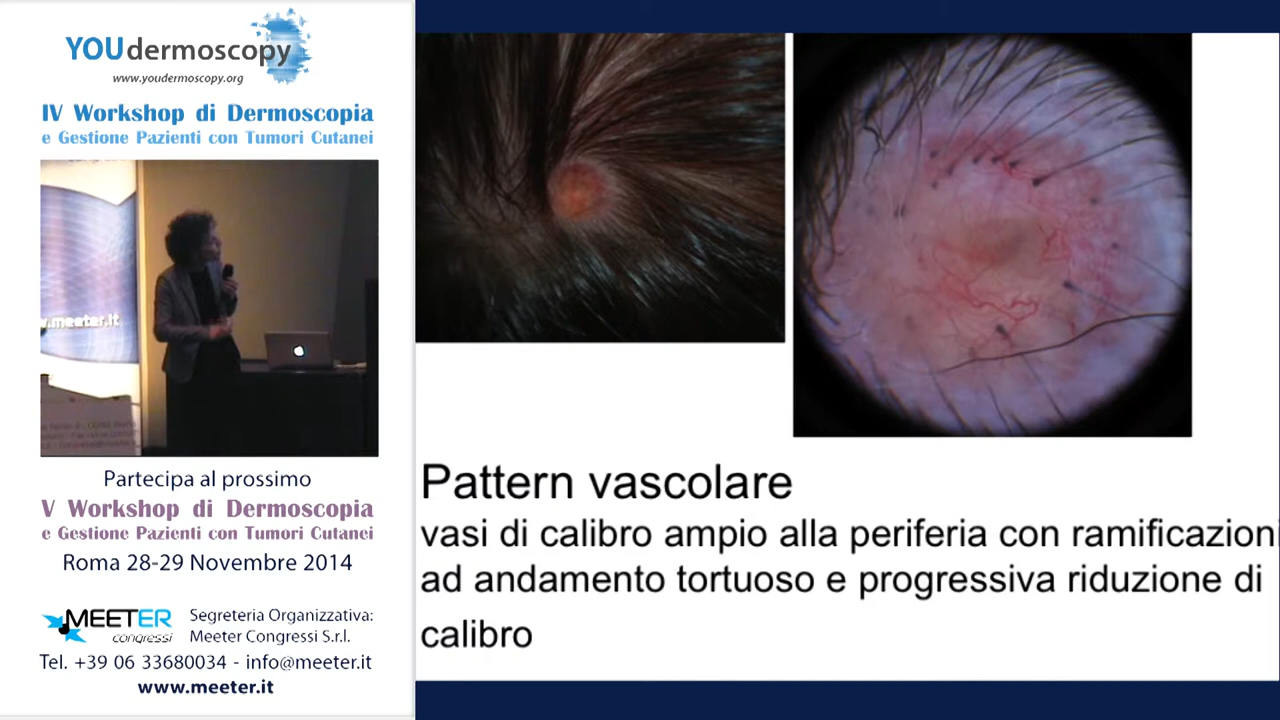 YOUdermoscopy
www.youdermoscopy.org
IV Workshop di Dermoscopia
e Gestione Pazienti con Tumori Cutanei
w.meeter.it
Partecipa al prossimo
V Workshop di Dermoscopia
e Gestione Pazienti con Tumori Cutanei
Roma 28-29 Novembre 2014
MEETER
congressi
Segreteria Organizzativa:
Meeter Congressi S.r.l.
Tel. +39 06 33680034 - info@meeter.it
www.meeter.it
Pattern vascolare
vasi di calibro ampio alla periferia con ramificazion
ad andamento tortuoso e progressiva riduzione di
calibro